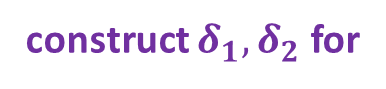 construct δ₁, δ₂ for